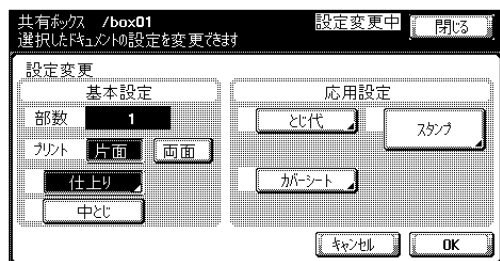 共有ボックス /box01
設定変更中
閉じる
選択したドキュメントの設定を変更できます
設定変更
基本設定
部数 1
プリント 片面 両面
仕上り
中とじ
応用設定
とじ代
スタンプ
カバーシート
キャンセル OK